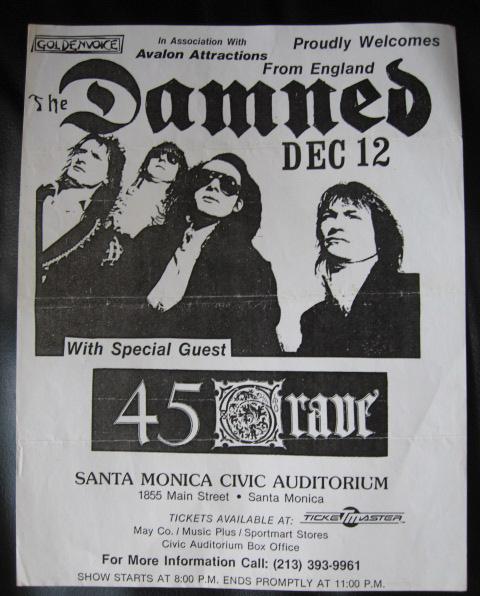 GOLDENVOICE
In Association With
Avalon Attractions
Proudly Welcomes
From England
The Damned
DEC 12
With Special Guest
45 Grave
SANTA MONICA CIVIC AUDITORIUM
1855 Main Street • Santa Monica
TICKETS AVAILABLE AT: TICKETMASTER
May Co. / Music Plus / Sportmart Stores
Civic Auditorium Box Office
For More Information Call: (213) 393-9961
SHOW STARTS AT 8:00 P.M. ENDS PROMPTLY AT 11:00 P.M.